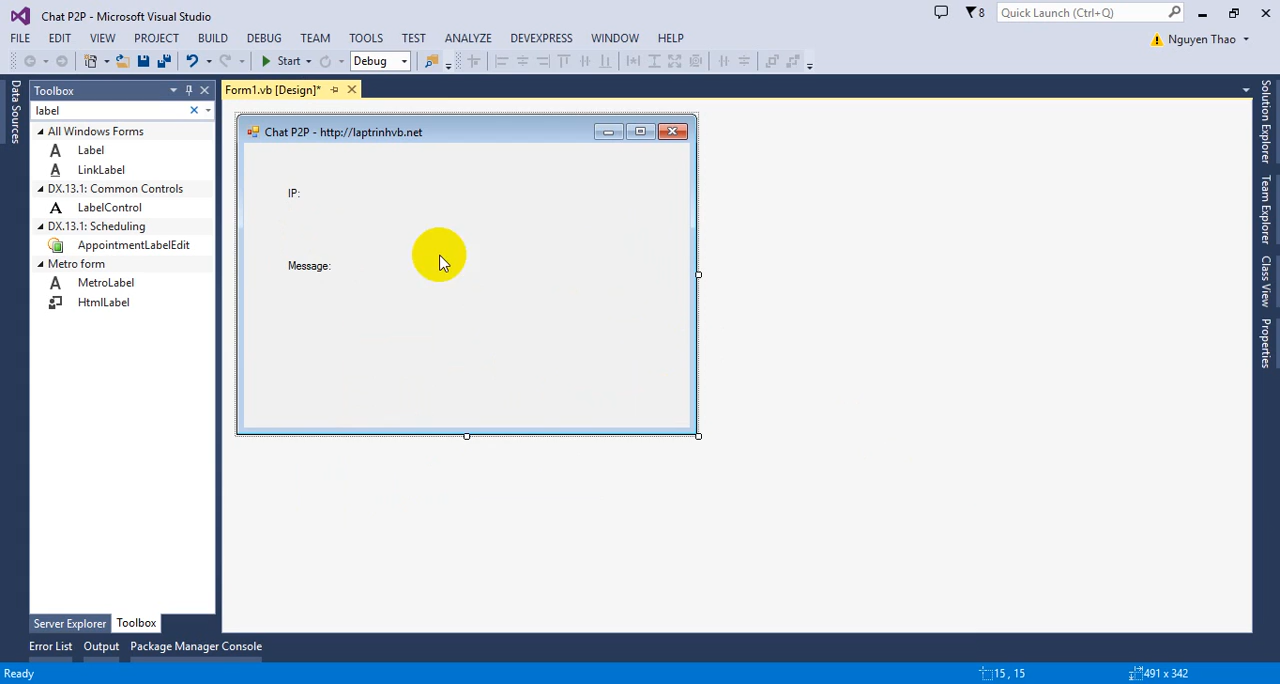 Chat P2P - Microsoft Visual Studio
8
Quick Launch (Ctrl+Q)
FILE EDIT VIEW PROJECT BUILD DEBUG TEAM TOOLS TEST ANALYZE DEVEXPRESS WINDOW HELP
Nguyen Thao
Start
Debug
Data Sources
Toolbox
label
All Windows Forms
Label
LinkLabel
DX.13.1: Common Controls
LabelControl
DX.13.1: Scheduling
AppointmentLabelEdit
Metro form
MetroLabel
HtmlLabel
Server Explorer
Toolbox
Form1.vb [Design]*
Chat P2P - http://laptrinhvb.net
IP:
Message:
Solution Explorer
Team Explorer
Class View
Properties
Error List Output Package Manager Console
Ready
15 , 15
491 x 342